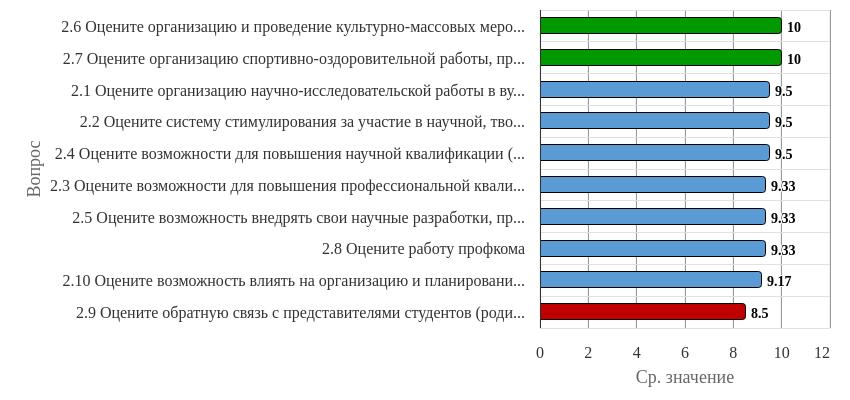 2.6 Оцените организацию и проведение культурно-массовых меро... 10
2.7 Оцените организацию спортивно-оздоровительной работы, пр... 10
2.1 Оцените организацию научно-исследовательской работы в ву... 9.5
2.2 Оцените систему стимулирования за участие в научной, тво... 9.5
2.4 Оцените возможности для повышения научной квалификации (... 9.5
2.3 Оцените возможности для повышения профессиональной квали... 9.33
2.5 Оцените возможность внедрять свои научные разработки, пр... 9.33
2.8 Оцените работу профкома 9.33
2.10 Оцените возможность влиять на организацию и планировани... 9.17
2.9 Оцените обратную связь с представителями студентов (роди... 8.5
Вопрос
0 2 4 6 8 10 12
Ср. значение